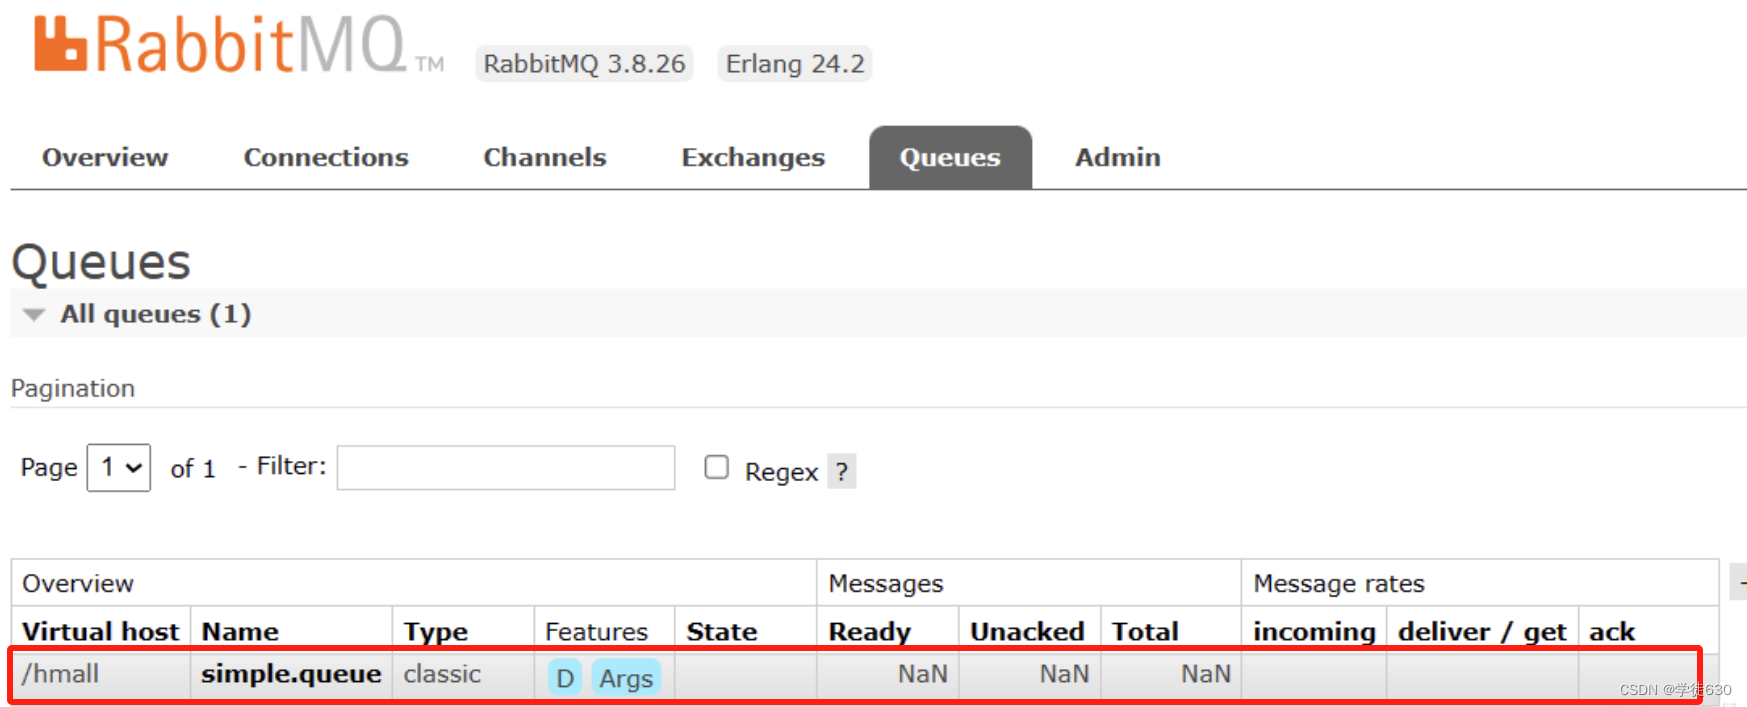 RabbitMQ TM RabbitMQ 3.8.26 Erlang 24.2
Overview Connections Channels Exchanges Queues Admin
Queues
All queues (1)
Pagination
Page 1 of 1 - Filter: Regex ?
Overview Messages Message rates
Virtual host Name Type Features State Ready Unacked Total incoming deliver / get ack
/hmall simple.queue classic D Args NaN NaN NaN
CSDN @学徒630